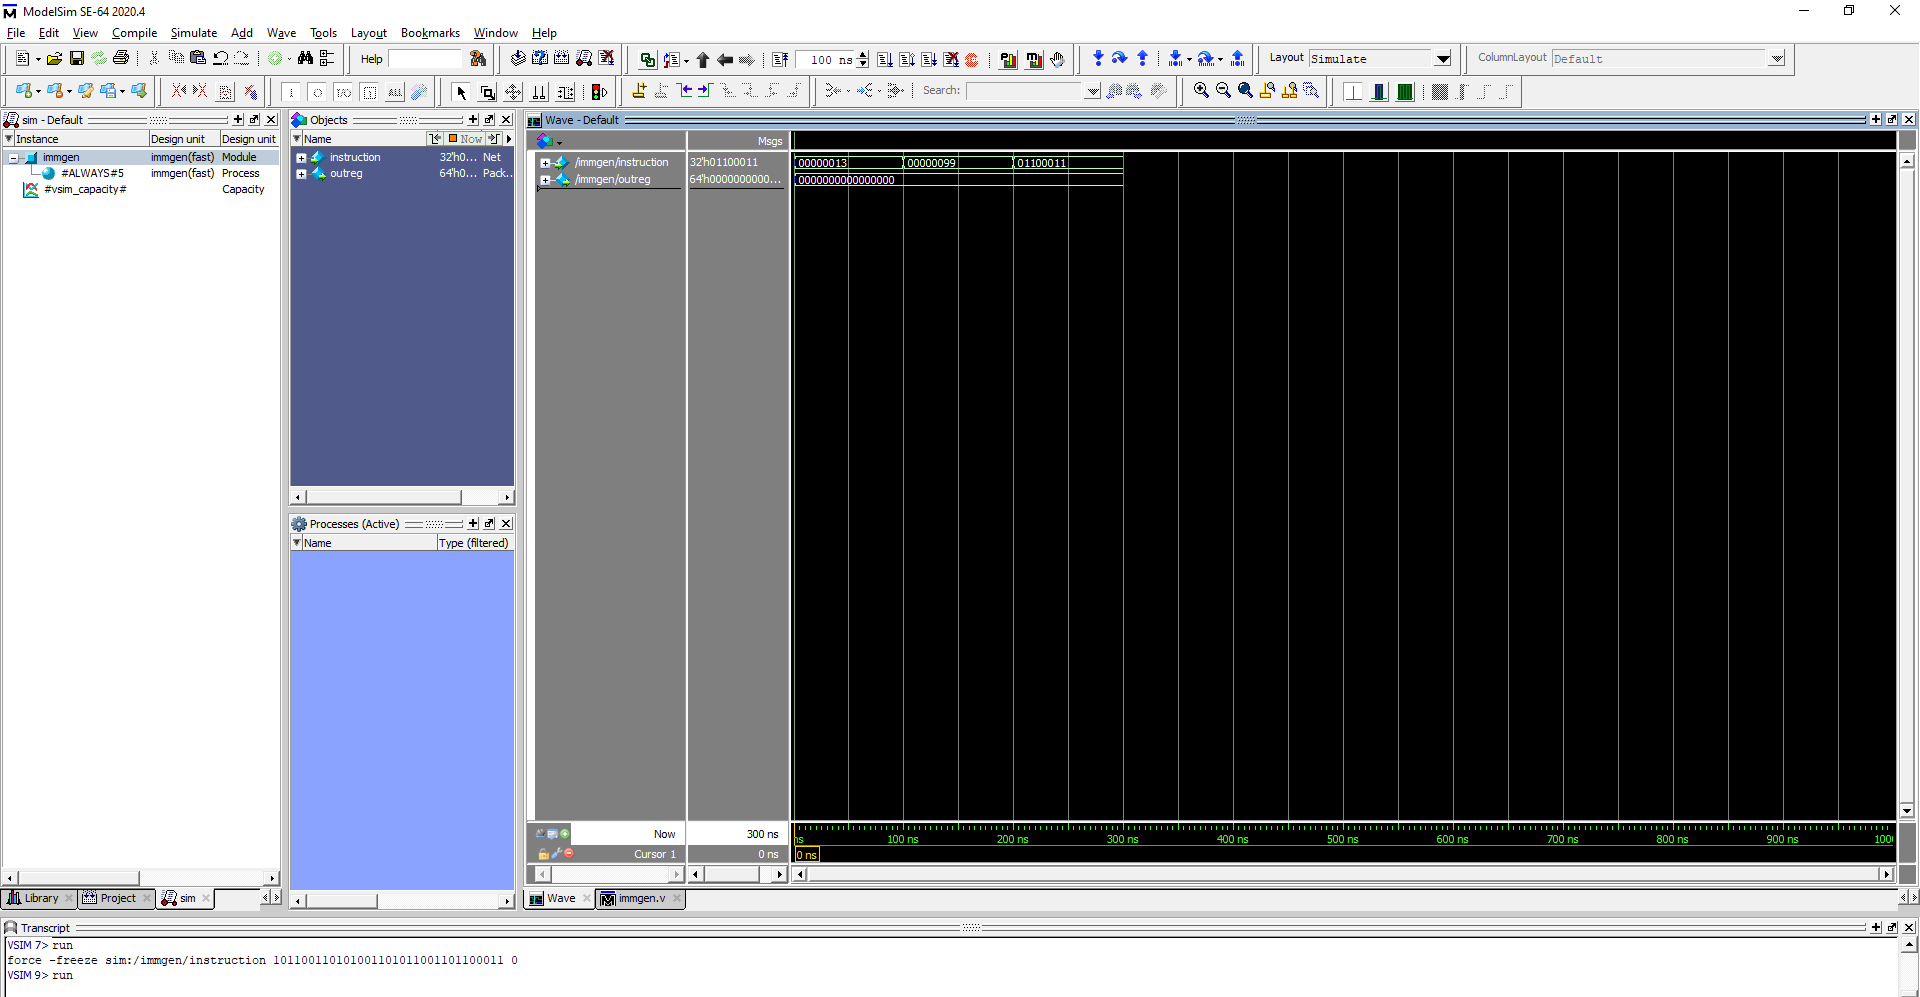 ModelSim SE-64 2020.4
File Edit View Compile Simulate Add Wave Tools Layout Bookmarks Window Help
Help
100 ns
Layout Simulate
ColumnLayout Default
Search:
sim - Default
Instance Design unit Design unit
immgen immgen(fast) Module
#ALWAYS#5 immgen(fast) Process
#vsim_capacity# Capacity
Objects
Name Now
instruction 32'h0... Net
outreg 64'h0... Pack...
Processes (Active)
Name Type (filtered)
Wave - Default
Msgs
/immgen/instruction 32'h01100011 00000013 00000099 01100011
/immgen/outreg 64'h0000000000... 0000000000000000
Now 300 ns
ns 100 ns 200 ns 300 ns 400 ns 500 ns 600 ns 700 ns 800 ns 900 ns 100
Cursor 1 0 ns 0 ns
Library Project sim
Wave immgen.v
Transcript
VSIM 7> run
force -freeze sim:/immgen/instruction 10110011010100110101100110110011 0
VSIM 9> run